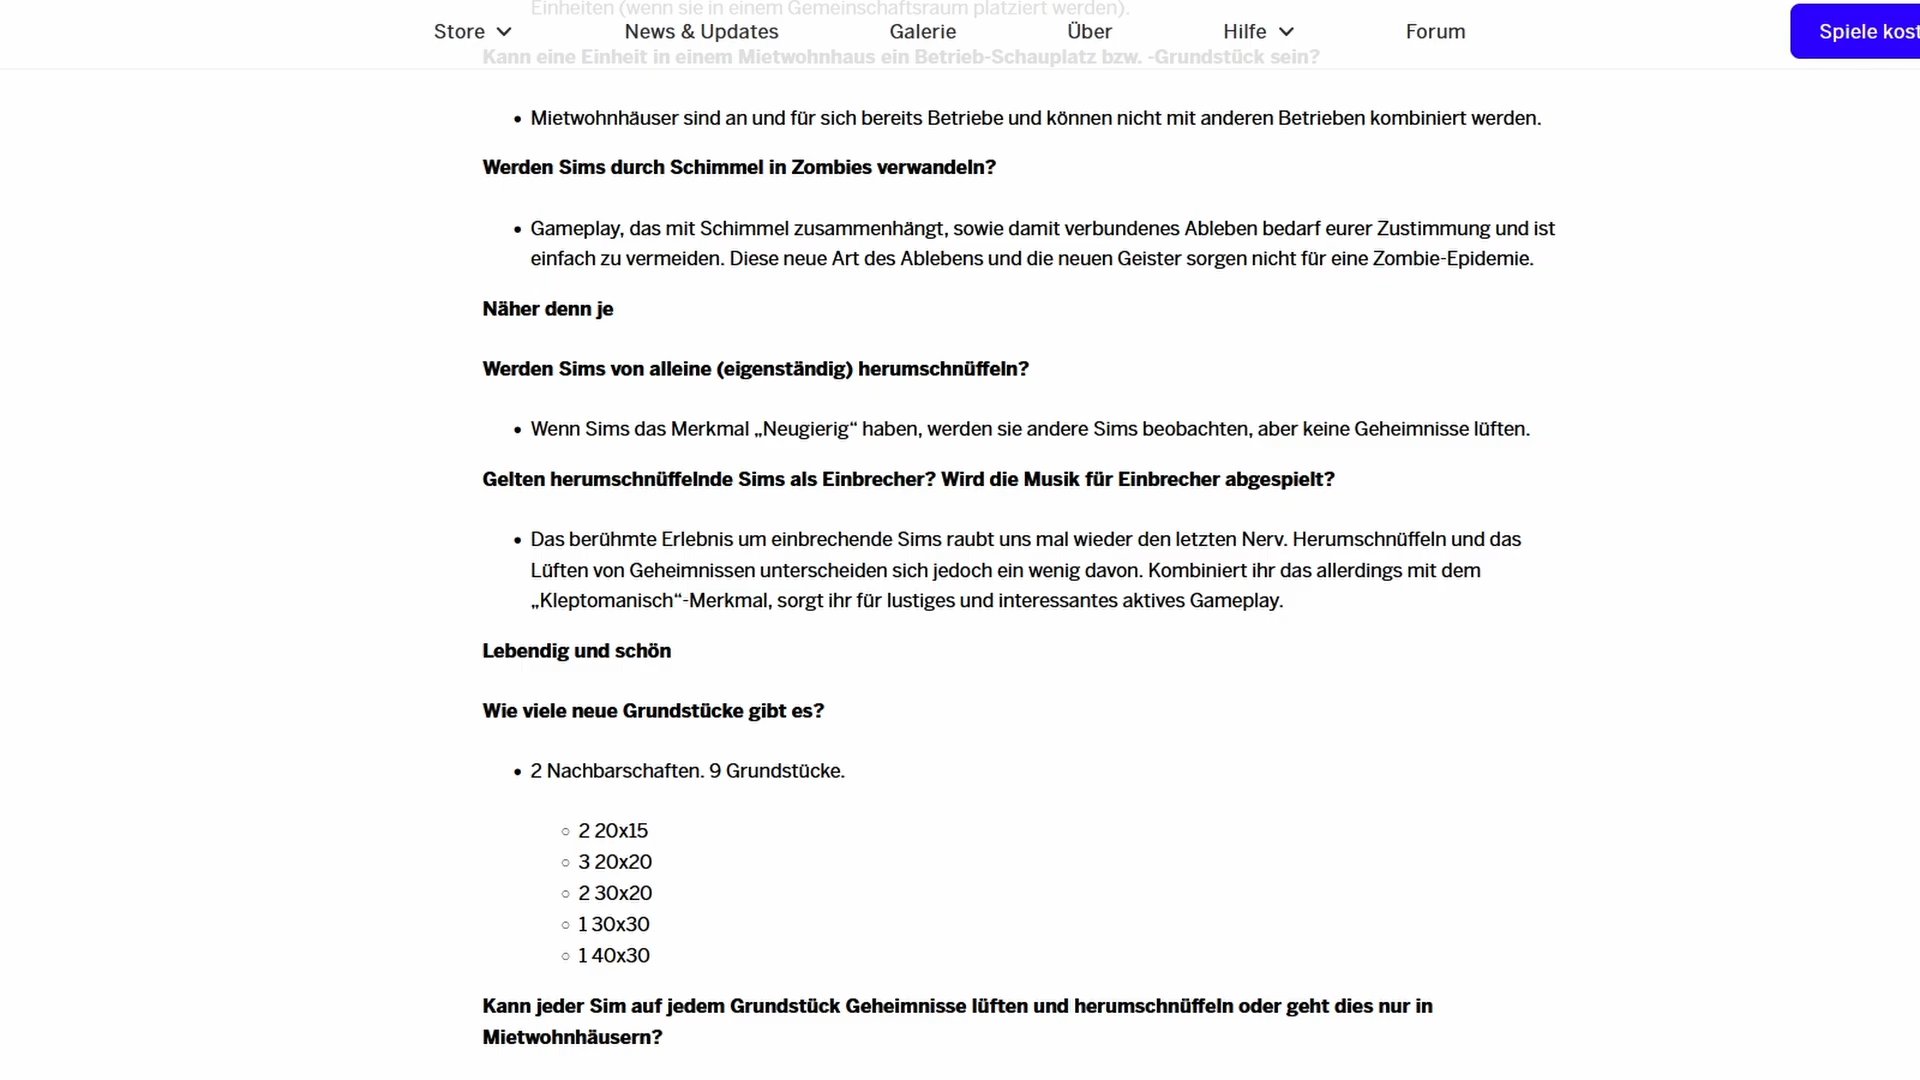 Einheiten (wenn sie in einem Gemeinschaftsraum platziert werden).
Store News & Updates Galerie Über Hilfe Forum Spiele kost
Kann eine Einheit in einem Mietwohnhaus ein Betrieb-Schauplatz bzw. -Grundstück sein?
• Mietwohnhäuser sind an und für sich bereits Betriebe und können nicht mit anderen Betrieben kombiniert werden.
Werden Sims durch Schimmel in Zombies verwandeln?
• Gameplay, das mit Schimmel zusammenhängt, sowie damit verbundenes Ableben bedarf eurer Zustimmung und ist
einfach zu vermeiden. Diese neue Art des Ablebens und die neuen Geister sorgen nicht für eine Zombie-Epidemie.
Näher denn je
Werden Sims von alleine (eigenständig) herumschnüffeln?
• Wenn Sims das Merkmal „Neugierig“ haben, werden sie andere Sims beobachten, aber keine Geheimnisse lüften.
Gelten herumschnüffelnde Sims als Einbrecher? Wird die Musik für Einbrecher abgespielt?
• Das berühmte Erlebnis um einbrechende Sims raubt uns mal wieder den letzten Nerv. Herumschnüffeln und das
Lüften von Geheimnissen unterscheiden sich jedoch ein wenig davon. Kombiniert ihr das allerdings mit dem
„Kleptomanisch“-Merkmal, sorgt ihr für lustiges und interessantes aktives Gameplay.
Lebendig und schön
Wie viele neue Grundstücke gibt es?
• 2 Nachbarschaften. 9 Grundstücke.
○ 2 20x15
○ 3 20x20
○ 2 30x20
○ 1 30x30
○ 1 40x30
Kann jeder Sim auf jedem Grundstück Geheimnisse lüften und herumschnüffeln oder geht dies nur in
Mietwohnhäusern?